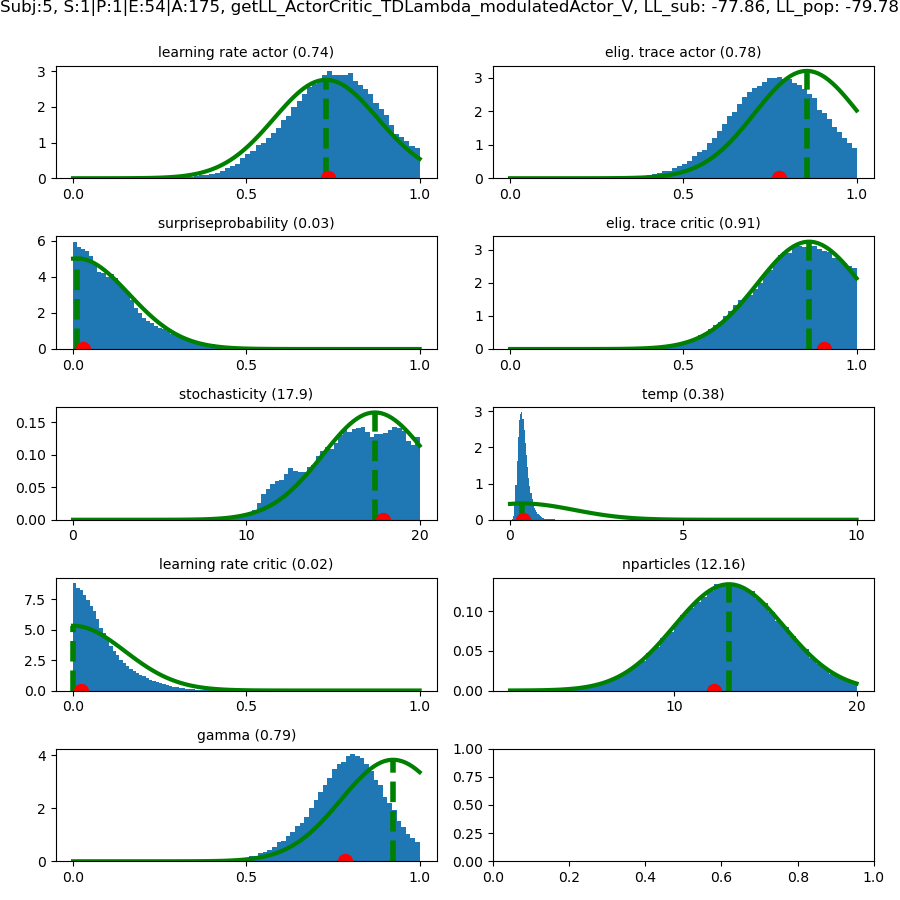 Subj:5, S:1|P:1|E:54|A:175, getLL_ActorCritic_TDLambda_modulatedActor_V, LL_sub: -77.86, LL_pop: -79.78
learning rate actor (0.74)
3
2
1
0
0.0 0.5 1.0
elig. trace actor (0.78)
3
2
1
0
0.0 0.5 1.0
surpriseprobability (0.03)
6
4
2
0
0.0 0.5 1.0
elig. trace critic (0.91)
3
2
1
0
0.0 0.5 1.0
stochasticity (17.9)
0.15
0.10
0.05
0.00
0 10 20
temp (0.38)
3
2
1
0
0 5 10
learning rate critic (0.02)
7.5
5.0
2.5
0.0
0.0 0.5 1.0
nparticles (12.16)
0.10
0.05
0.00
10 20
gamma (0.79)
4
2
0
0.0 0.5 1.0
1.00
0.75
0.50
0.25
0.00
0.0 0.2 0.4 0.6 0.8 1.0